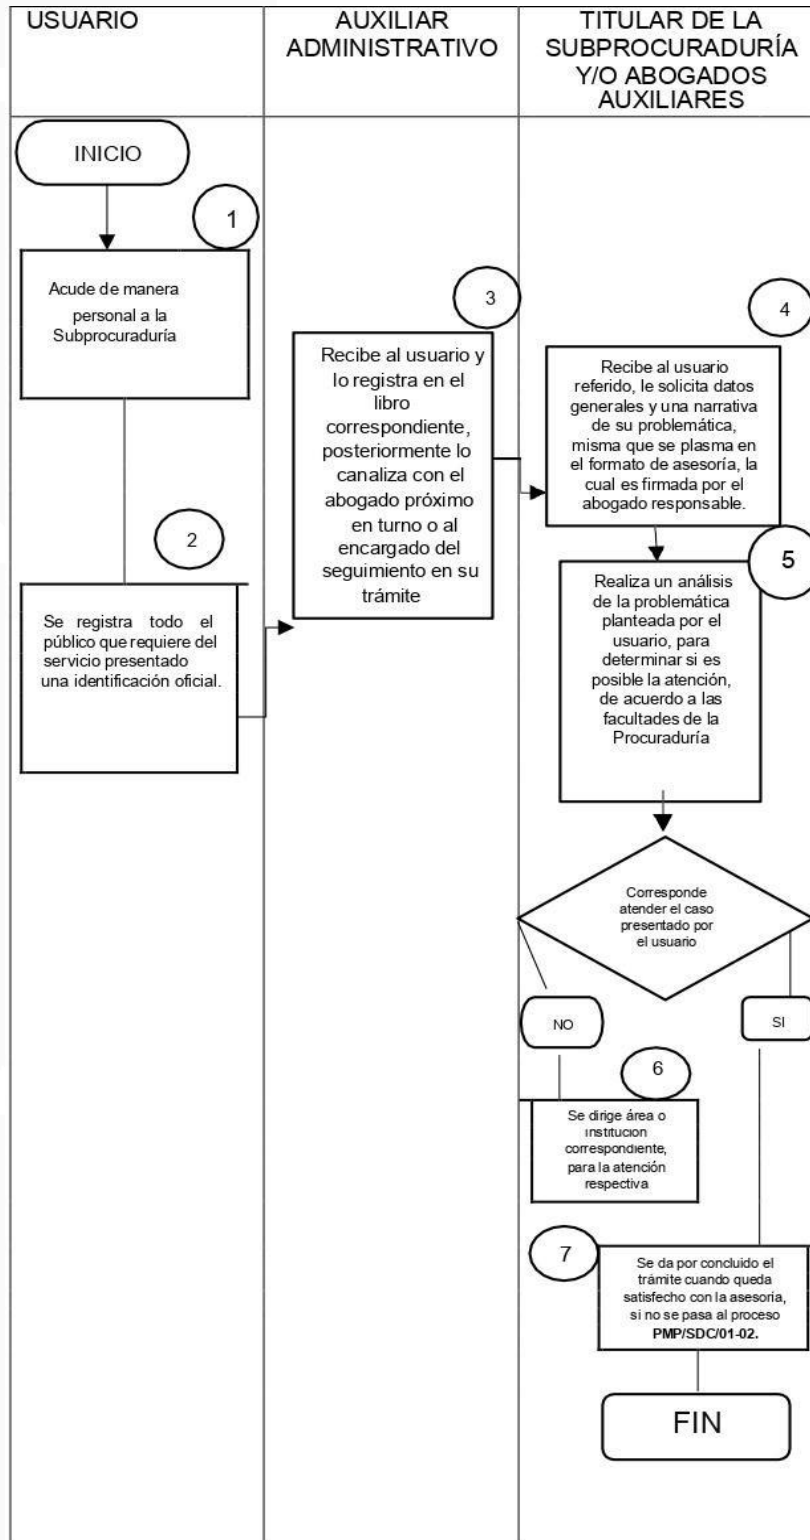 USUARIO
AUXILIAR
ADMINISTRATIVO
TITULAR DE LA
SUBPROCURADURÍA
Y/O ABOGADOS
AUXILIARES
INICIO
1
Acude de manera
personal a la
Subprocuraduría
2
Se registra todo el
público que requiere del
servicio presentado
una identificación oficial.
3
Recibe al usuario y
lo registra en el
libro
correspondiente,
posteriormente lo
canaliza con el
abogado próximo
en turno o al
encargado del
seguimiento en su
trámite
4
Recibe al usuario
referido, le solicita datos
generales y una narrativa
de su problemática,
misma que se plasma en
el formato de asesoría, la
cual es firmada por el
abogado responsable.
5
Realiza un análisis
de la problemática
planteada por el
usuario, para
determinar si es
posible la atención,
de acuerdo a las
facultades de la
Procuraduría
Corresponde
atender el caso
presentado por
el usuario
NO
SI
6
Se dirige área o
institución
correspondiente,
para la atención
respectiva
7
Se da por concluido el
trámite cuando queda
satisfecho con la asesoría,
si no se pasa al proceso
PMP/SDC/01-02.
FIN